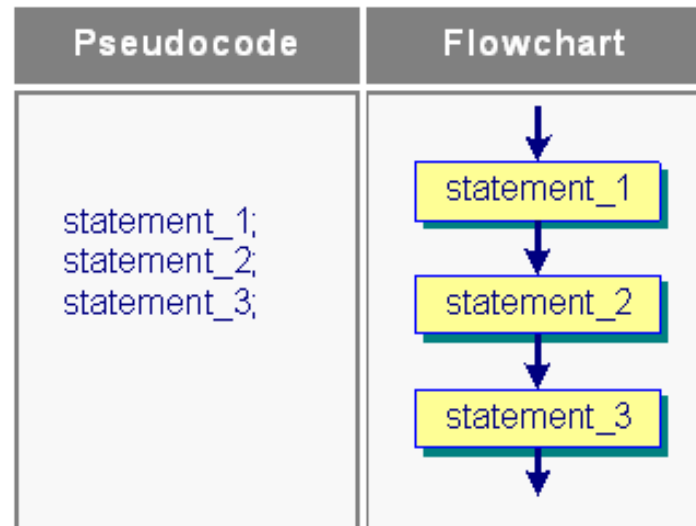 Pseudocode
Flowchart
statement_1;
statement_2;
statement_3;
statement_1
statement_2
statement_3